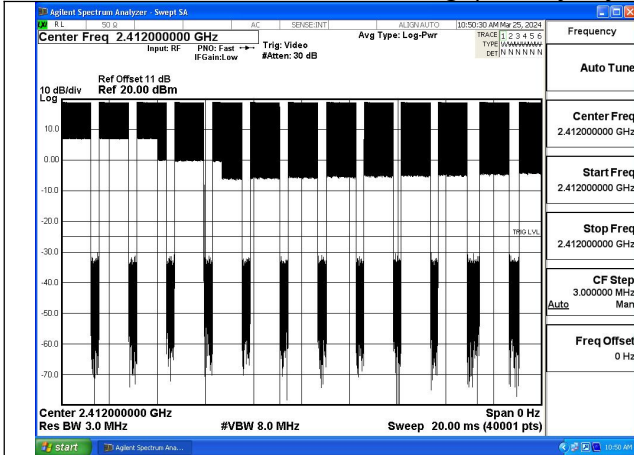 Agilent Spectrum Analyzer - Swept SA
RL 50 Ω AC SENSE:INT ALIGNAUTO 10:50:30 AM Mar 25, 2024
Center Freq 2.412000000 GHz
Input: RF PNO: Fast IFGain:Low
Trig: Video #Atten: 30 dB
Avg Type: Log-Pwr
TRACE 1 2 3 4 5 6
TYPE WWWWWW
DET N N N N N N
Ref Offset 11 dB
10 dB/div Ref 20.00 dBm
Log
10.0
0.00
-10.0
-20.0
TRIG LVL
-30.0
-40.0
-50.0
-60.0
-70.0
Center 2.412000000 GHz Span 0 Hz
Res BW 3.0 MHz #VBW 8.0 MHz Sweep 20.00 ms (40001 pts)
Frequency
Auto Tune
Center Freq
2.412000000 GHz
Start Freq
2.412000000 GHz
Stop Freq
2.412000000 GHz
CF Step
3.000000 MHz
Auto Man
Freq Offset
0 Hz
start Agilent Spectrum Ana... 10:50 AM